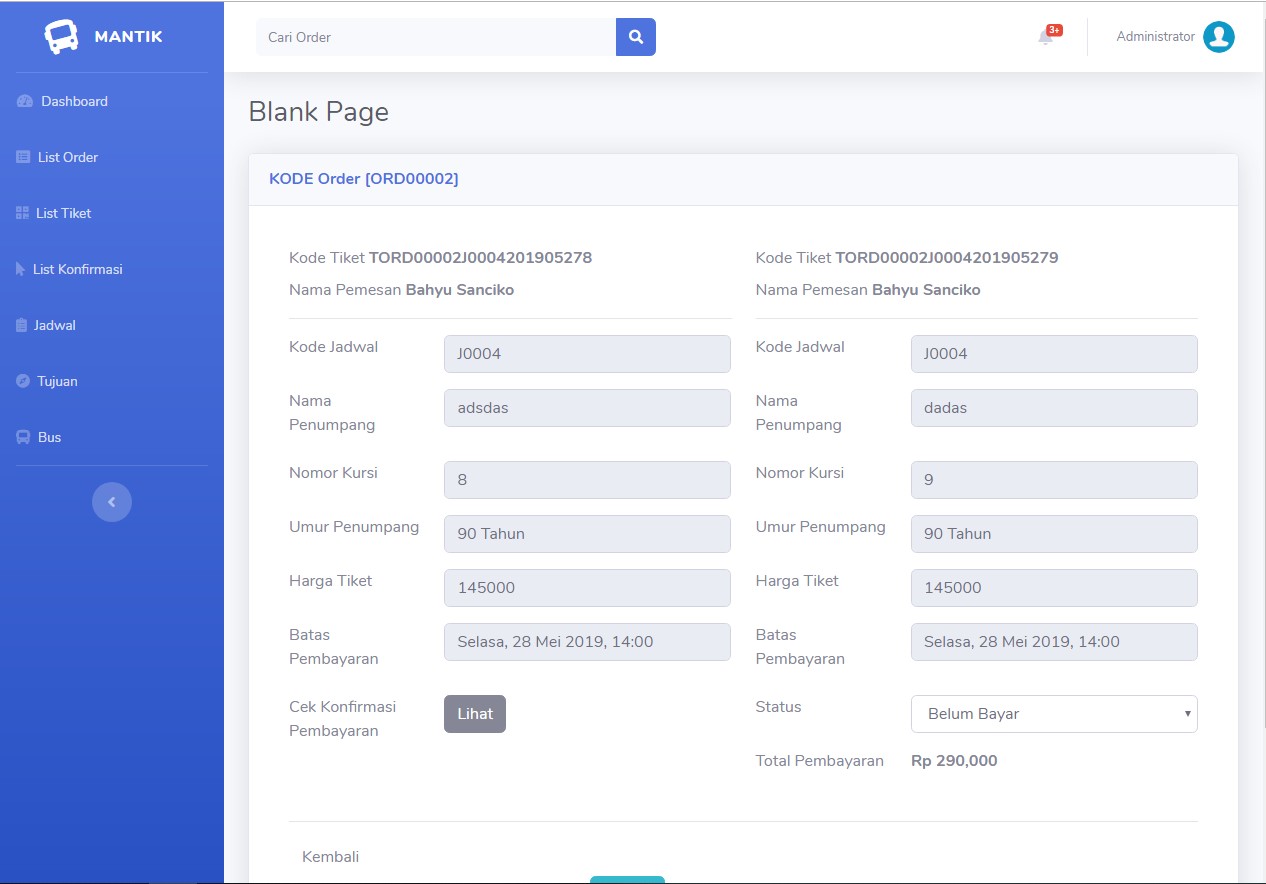 MANTIK
Dashboard
List Order
List Tiket
List Konfirmasi
Jadwal
Tujuan
Bus
Cari Order
3+
Administrator
Blank Page
KODE Order [ORD00002]
Kode Tiket TORD00002J0004201905278
Nama Pemesan Bahyu Sanciko
Kode Jadwal
J0004
Nama
Penumpang
adsdas
Nomor Kursi
8
Umur Penumpang
90 Tahun
Harga Tiket
145000
Batas
Pembayaran
Selasa, 28 Mei 2019, 14:00
Cek Konfirmasi
Pembayaran
Lihat
Kode Tiket TORD00002J0004201905279
Nama Pemesan Bahyu Sanciko
Kode Jadwal
J0004
Nama
Penumpang
dadas
Nomor Kursi
9
Umur Penumpang
90 Tahun
Harga Tiket
145000
Batas
Pembayaran
Selasa, 28 Mei 2019, 14:00
Status
Belum Bayar
Total Pembayaran
Rp 290,000
Kembali